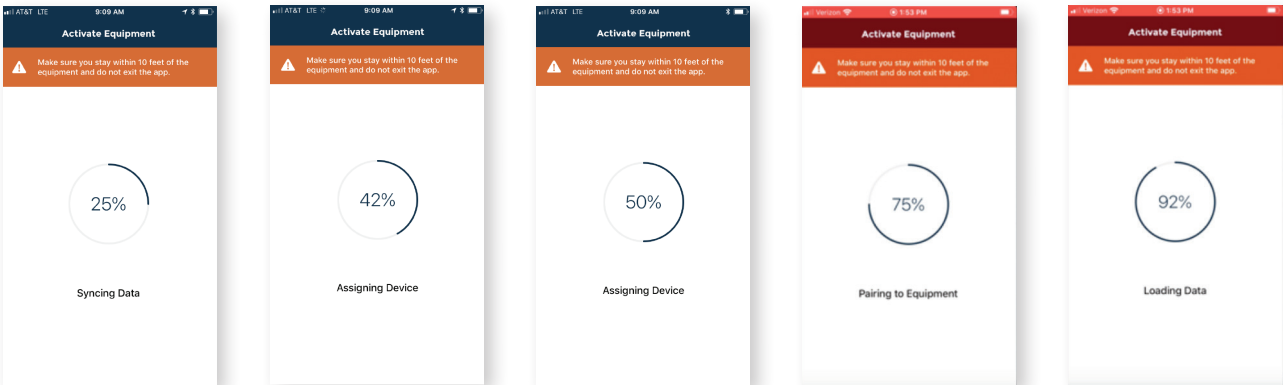 AT&T LTE 9:09 AM
Activate Equipment
Make sure you stay within 10 feet of the
equipment and do not exit the app.
25%
Syncing Data
AT&T LTE 9:09 AM
Activate Equipment
Make sure you stay within 10 feet of the
equipment and do not exit the app.
42%
Assigning Device
AT&T LTE 9:09 AM
Activate Equipment
Make sure you stay within 10 feet of the
equipment and do not exit the app.
50%
Assigning Device
Verizon 1:53 PM
Activate Equipment
Make sure you stay within 10 feet of the
equipment and do not exit the app.
75%
Pairing to Equipment
Verizon 1:53 PM
Activate Equipment
Make sure you stay within 10 feet of the
equipment and do not exit the app.
92%
Loading Data